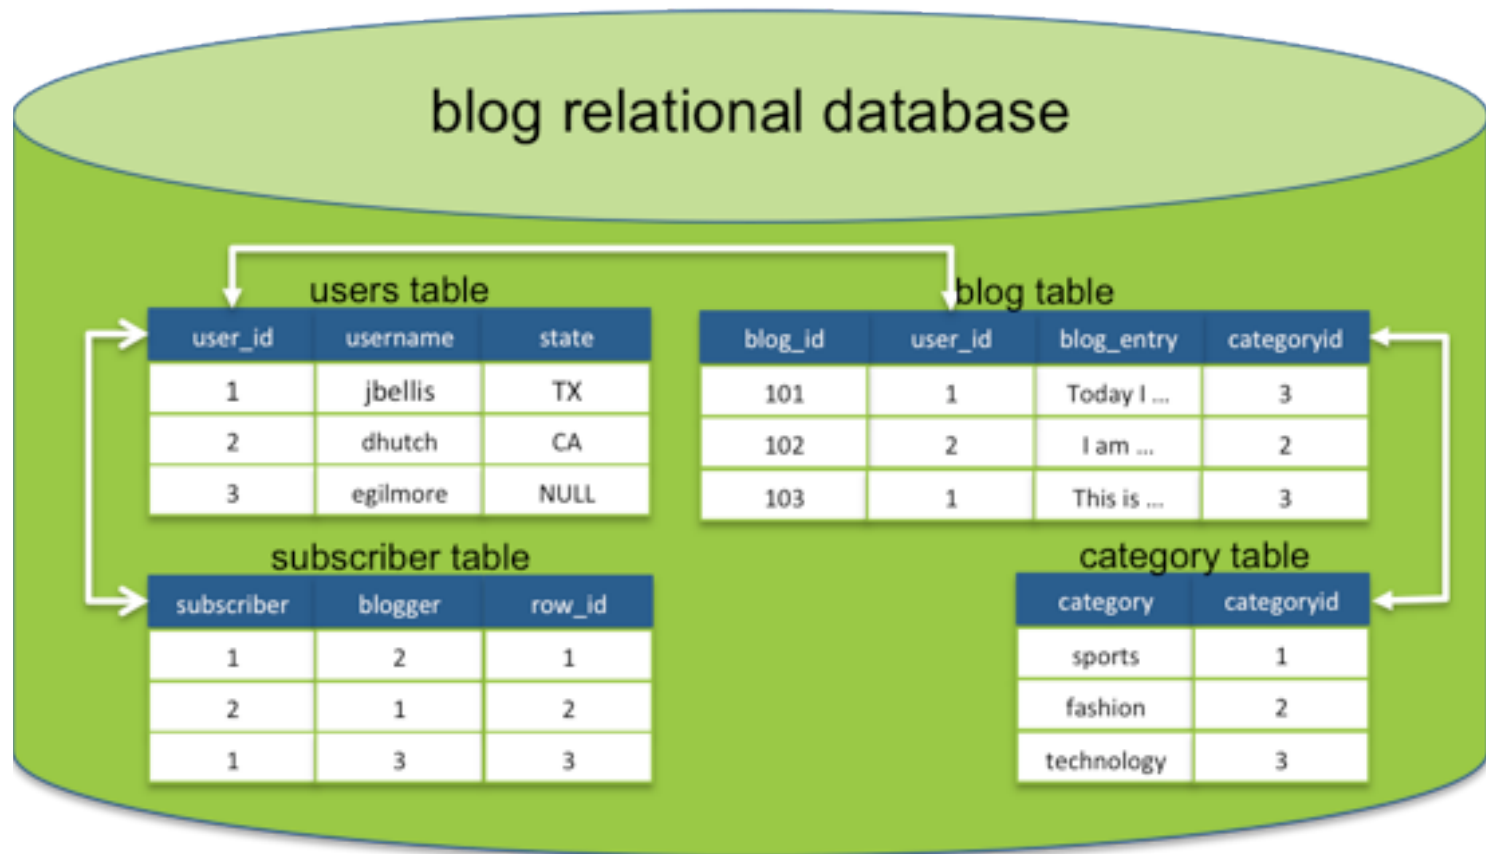 blog relational database
users table
user_id username state
1 jbellis TX
2 dhutch CA
3 egilmore NULL
blog table
blog_id user_id blog_entry categoryid
101 1 Today I ... 3
102 2 I am ... 2
103 1 This is ... 3
subscriber table
subscriber blogger row_id
1 2 1
2 1 2
1 3 3
category table
category categoryid
sports 1
fashion 2
technology 3